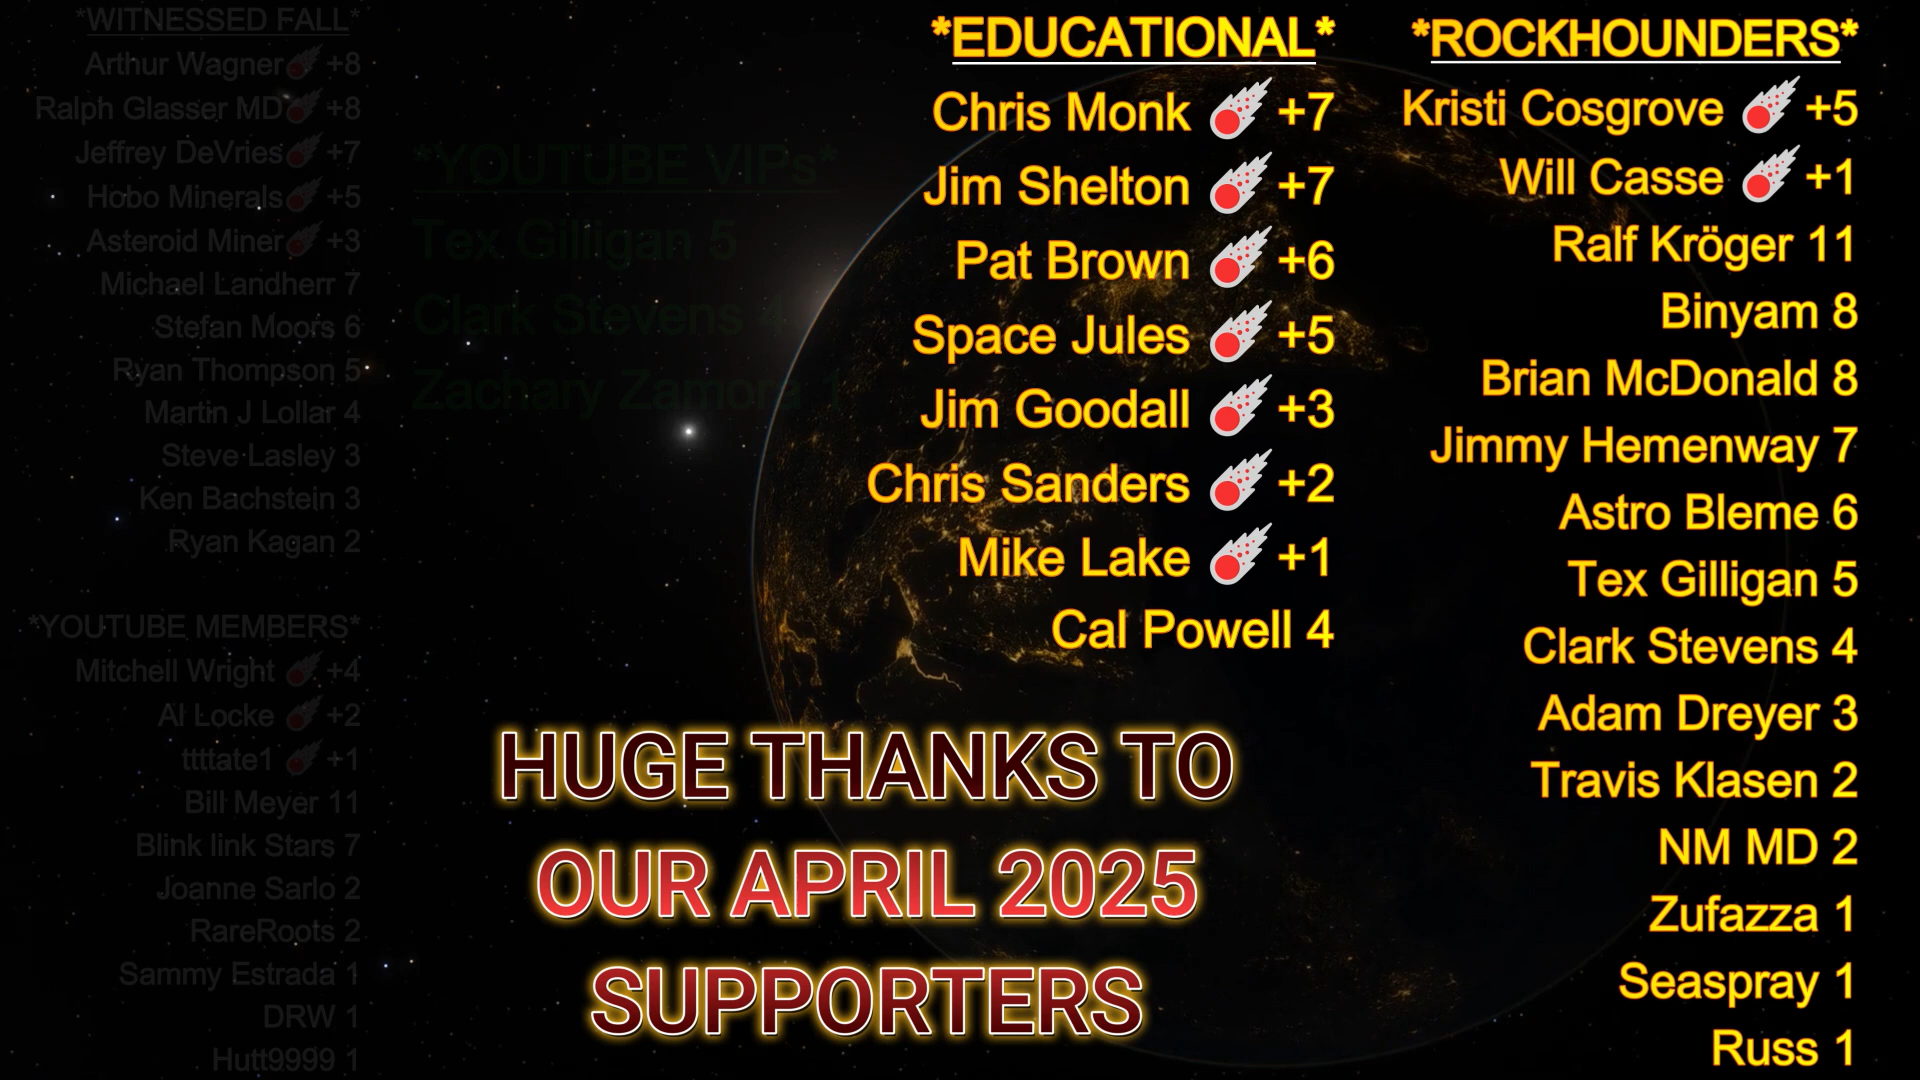 *WITNESSED FALL*
Arthur Wagner +8
Ralph Glasser MD +8
Jeffrey DeVries +7
Hobo Minerals +5
Asteroid Miner +3
Michael Landherr 7
Stefan Moors 6
Ryan Thompson 5
Martin J Lollar 4
Steve Lasley 3
Ken Bachstein 3
Ryan Kagan 2
*YOUTUBE MEMBERS*
Mitchell Wright +4
Al Locke +2
ttttate1 +1
Bill Meyer 11
Blink link Stars 7
Joanne Sarlo 2
RareRoots 2
Sammy Estrada 1
DRW 1
Hutt9999 1
*YOUTUBE VIPs*
Tex Gilligan 5
Clark Stevens 4
Zachary Zamora 1
*EDUCATIONAL*
Chris Monk +7
Jim Shelton +7
Pat Brown +6
Space Jules +5
Jim Goodall +3
Chris Sanders +2
Mike Lake +1
Cal Powell 4
*ROCKHOUNDERS*
Kristi Cosgrove +5
Will Casse +1
Ralf Kröger 11
Binyam 8
Brian McDonald 8
Jimmy Hemenway 7
Astro Bleme 6
Tex Gilligan 5
Clark Stevens 4
Adam Dreyer 3
Travis Klasen 2
NM MD 2
Zufazza 1
Seaspray 1
Russ 1
HUGE THANKS TO
OUR APRIL 2025
SUPPORTERS